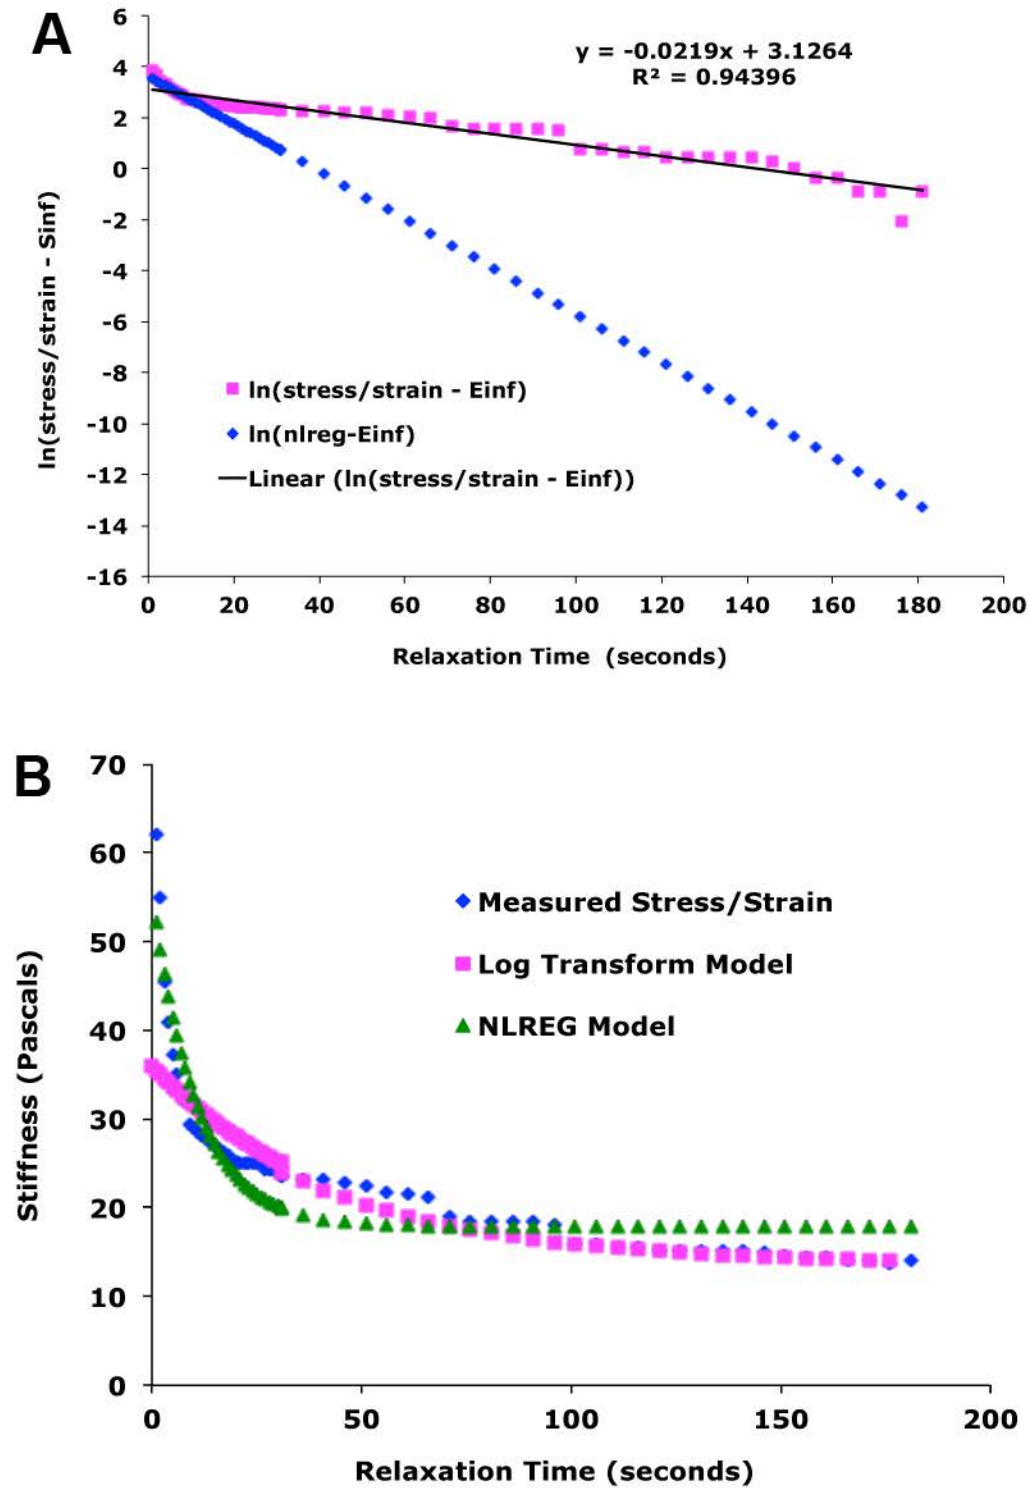 A
6
4
2
0
-2
-4
-6
-8
-10
-12
-14
-16
ln(stress/strain - Sinf)
y = -0.0219x + 3.1264
R² = 0.94396
ln(stress/strain - Einf)
ln(nlreg-Einf)
Linear (ln(stress/strain - Einf))
0 20 40 60 80 100 120 140 160 180 200
Relaxation Time (seconds)
B
70
60
50
40
30
20
10
0
Stiffness (Pascals)
Measured Stress/Strain
Log Transform Model
NLREG Model
0 50 100 150 200
Relaxation Time (seconds)